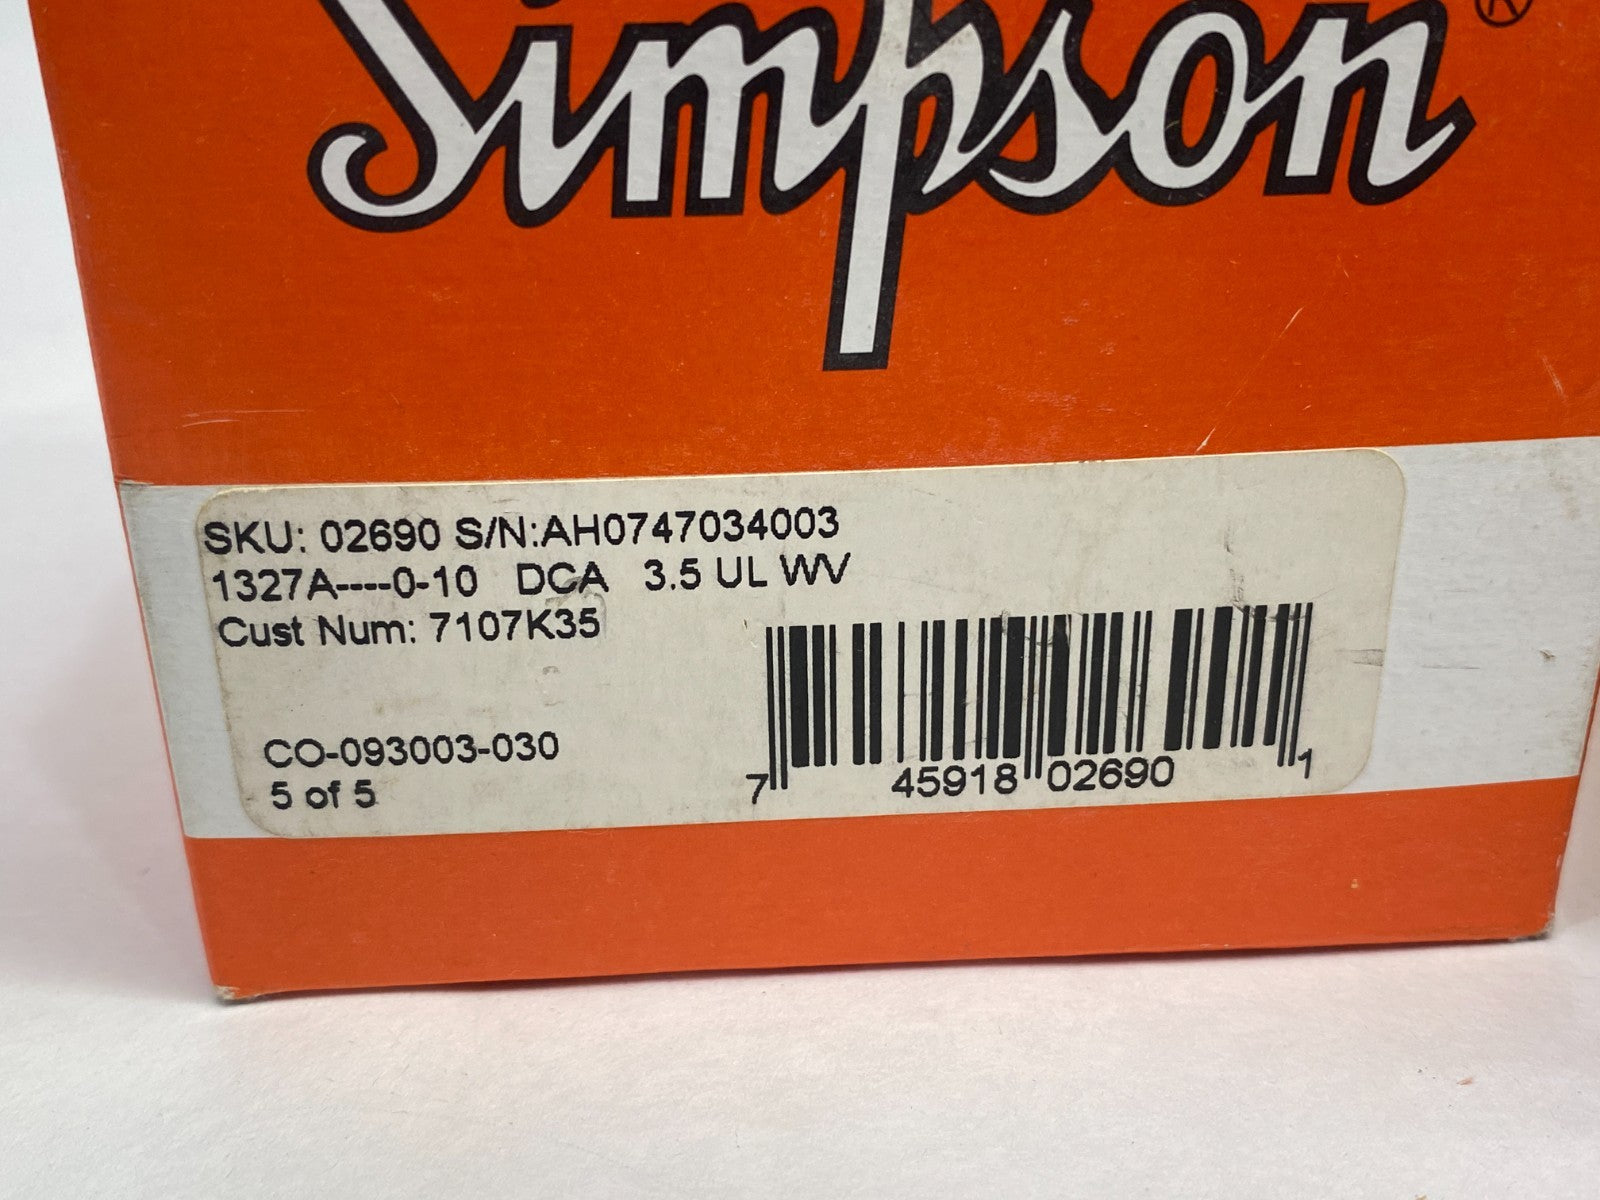 Simpson®
SKU: 02690 S/N:AH0747034003
1327A----0-10 DCA 3.5 UL WV
Cust Num: 7107K35
CO-093003-030
5 of 5
7 45918 02690 1